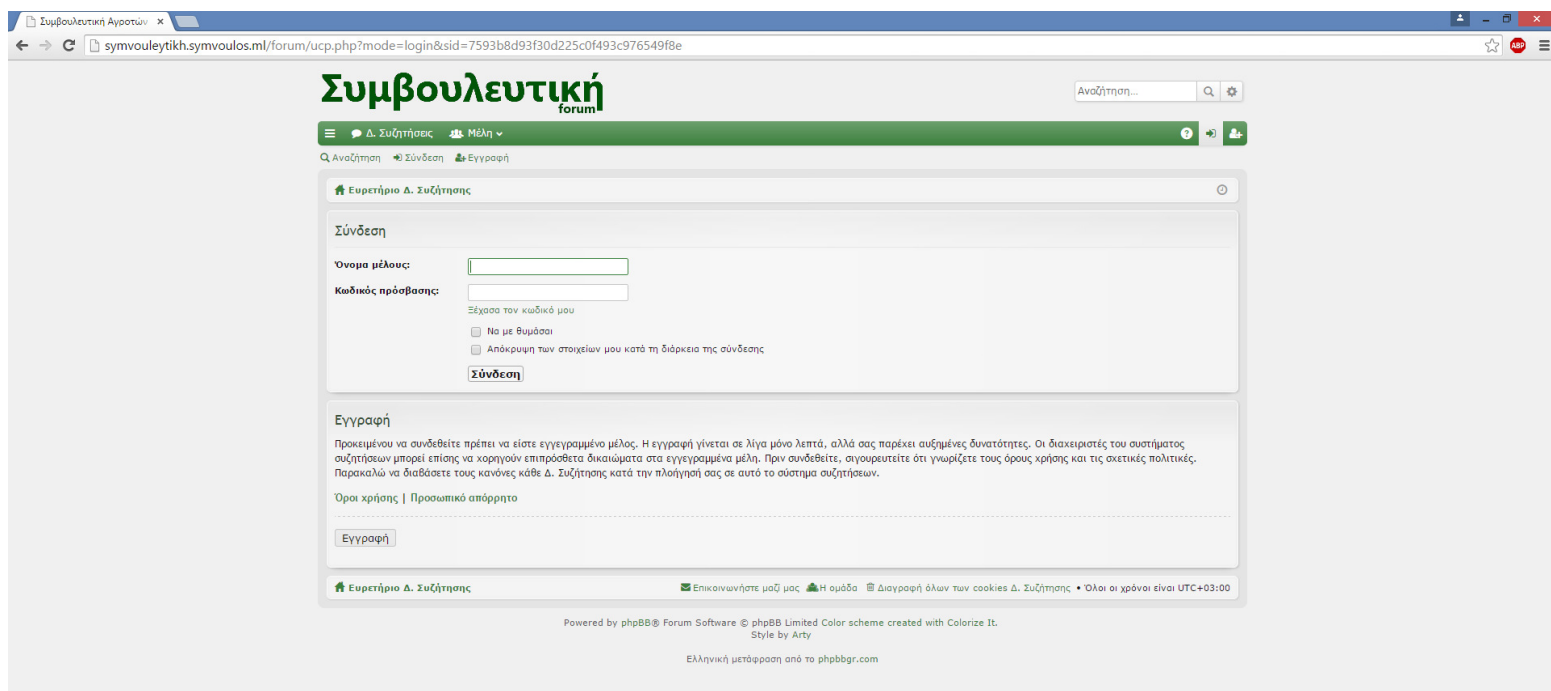 Συμβουλευτική Αγροτών
symvouleytikh.symvoulos.ml/forum/ucp.php?mode=login&sid=7593b8d93f30d225c0f493c976549f8e
ABP
Συμβουλευτική
forum
Αναζήτηση...
Δ. Συζητήσεις Μέλη
Αναζήτηση Σύνδεση Εγγραφή
Ευρετήριο Δ. Συζήτησης
Σύνδεση
Όνομα μέλους:
Κωδικός πρόσβασης:
Ξέχασα τον κωδικό μου
Να με θυμάσαι
Απόκρυψη των στοιχείων μου κατά τη διάρκεια της σύνδεσης
Σύνδεση
Εγγραφή
Προκειμένου να συνδεθείτε πρέπει να είστε εγγεγραμμένο μέλος. Η εγγραφή γίνεται σε λίγα μόνο λεπτά, αλλά σας παρέχει αυξημένες δυνατότητες. Οι διαχειριστές του συστήματος
συζητήσεων μπορεί επίσης να χορηγούν επιπρόσθετα δικαιώματα στα εγγεγραμμένα μέλη. Πριν συνδεθείτε, σιγουρευτείτε ότι γνωρίζετε τους όρους χρήσης και τις σχετικές πολιτικές.
Παρακαλώ να διαβάσετε τους κανόνες κάθε Δ. Συζήτησης κατά την πλοήγησή σας σε αυτό το σύστημα συζητήσεων.
Όροι χρήσης | Προσωπικό απόρρητο
Εγγραφή
Ευρετήριο Δ. Συζήτησης Επικοινωνήστε μαζί μας Η ομάδα Διαγραφή όλων των cookies Δ. Συζήτησης • Όλοι οι χρόνοι είναι UTC+03:00
Powered by phpBB® Forum Software © phpBB Limited Color scheme created with Colorize It.
Style by Arty
Ελληνική μετάφραση από το phpbbgr.com